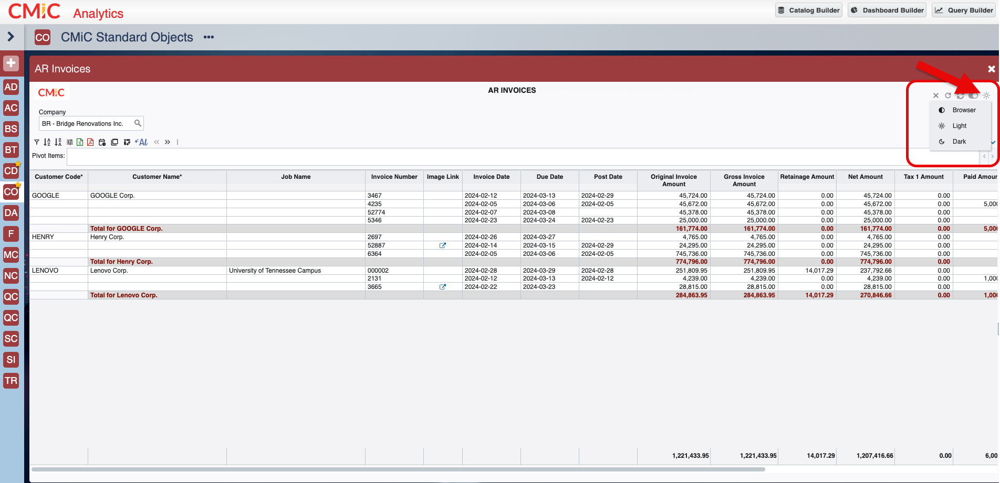 CMiC Analytics Catalog Builder Dashboard Builder Query Builder
CO CMiC Standard Objects
AR Invoices
AD
AC
BS
BT
CD
CO
DA
F
MC
NC
QC
QC
SC
SI
TR
CMiC AR INVOICES
Browser
Light
Dark
Company
BR - Bridge Renovations Inc.
AI
Pivot Items:
Customer Code* Customer Name* Job Name Invoice Number Image Link Invoice Date Due Date Post Date Original Invoice Amount Gross Invoice Amount Retainage Amount Net Amount Tax 1 Amount Paid Amour
GOOGLE GOOGLE Corp. 3467 2024-02-12 2024-03-13 2024-02-29 45,724.00 45,724.00 0.00 45,724.00 0.00
4235 2024-02-05 2024-03-06 2024-02-05 45,672.00 45,672.00 0.00 45,672.00 0.00 5,000
52774 2024-02-07 2024-03-08 45,378.00 45,378.00 0.00 45,378.00 0.00
5346 2024-02-23 2024-03-24 2024-02-23 25,000.00 25,000.00 0.00 25,000.00 0.00
Total for GOOGLE Corp. 161,774.00 161,774.00 0.00 161,774.00 0.00 5,000
HENRY Henry Corp. 2697 2024-02-26 2024-03-27 4,765.00 4,765.00 0.00 4,765.00 0.00
52887 2024-02-14 2024-03-15 2024-02-29 24,295.00 24,295.00 0.00 24,295.00 0.00
6364 2024-02-05 2024-03-06 2024-02-05 745,736.00 745,736.00 0.00 745,736.00 0.00
Total for Henry Corp. 774,796.00 774,796.00 0.00 774,796.00 0.00
LENOVO Lenovo Corp. University of Tennessee Campus 000002 2024-02-28 2024-03-29 2024-02-28 251,809.95 251,809.95 14,017.29 237,792.66 0.00
2131 2024-02-12 2024-03-13 2024-02-12 4,239.00 4,239.00 0.00 4,239.00 0.00 1,000
3665 2024-02-22 2024-03-23 28,815.00 28,815.00 0.00 28,815.00 0.00
Total for Lenovo Corp. 284,863.95 284,863.95 14,017.29 270,846.66 0.00 1,000
1,221,433.95 1,221,433.95 14,017.29 1,207,416.66 0.00 6,00